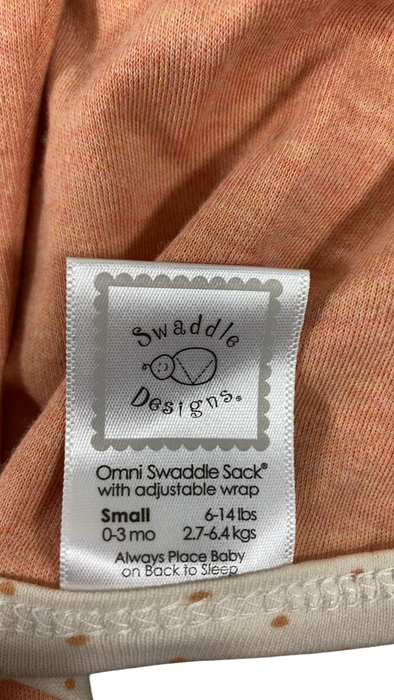 Swaddle
Designs®
Omni Swaddle Sack®
with adjustable wrap
Small 6-14 lbs
0-3 mo 2.7-6.4 kgs
Always Place Baby
on Back to Sleep